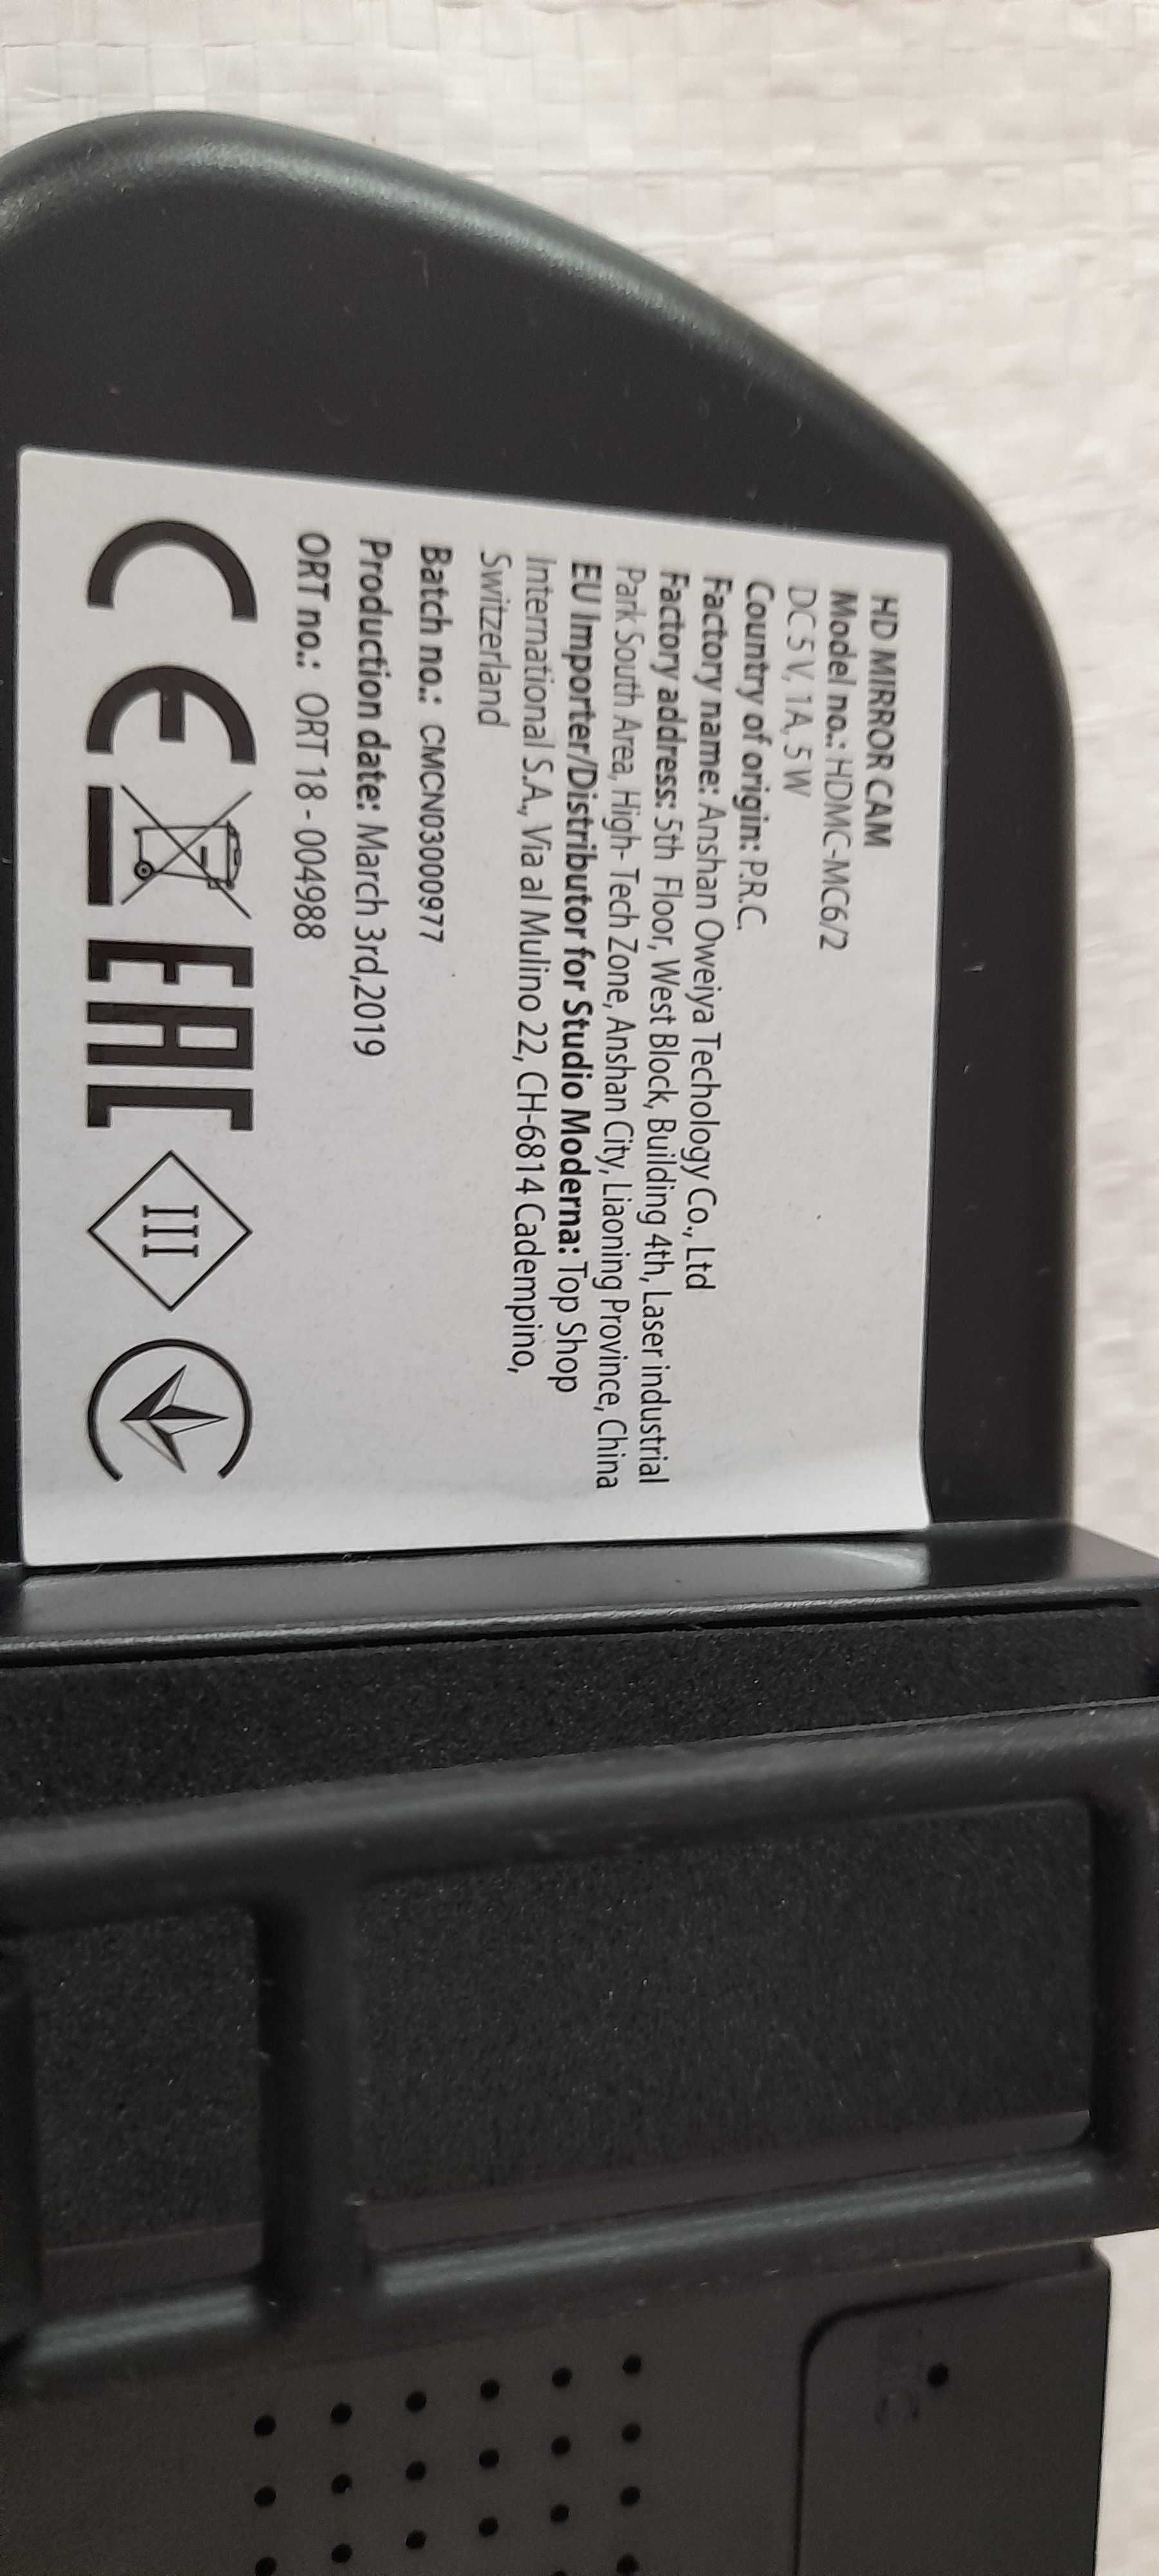 HD MIRROR CAM
Model no.: HDMC-MC6/2
DC 5 V, 1A, 5 W
Country of origin: P.R.C.
Factory name: Anshan Oweiya Techology Co., Ltd
Factory address: 5th Floor, West Block, Building 4th, Laser industrial
Park South Area, High- Tech Zone, Anshan City, Liaoning Province, China
EU Importer/Distributor for Studio Moderna: Top Shop
International S.A., Via al Mulino 22, CH-6814 Cadempino,
Switzerland
Batch no.: CMCN03000977
Production date: March 3rd,2019
ORT no.: ORT 18 - 004988
CE EAC III